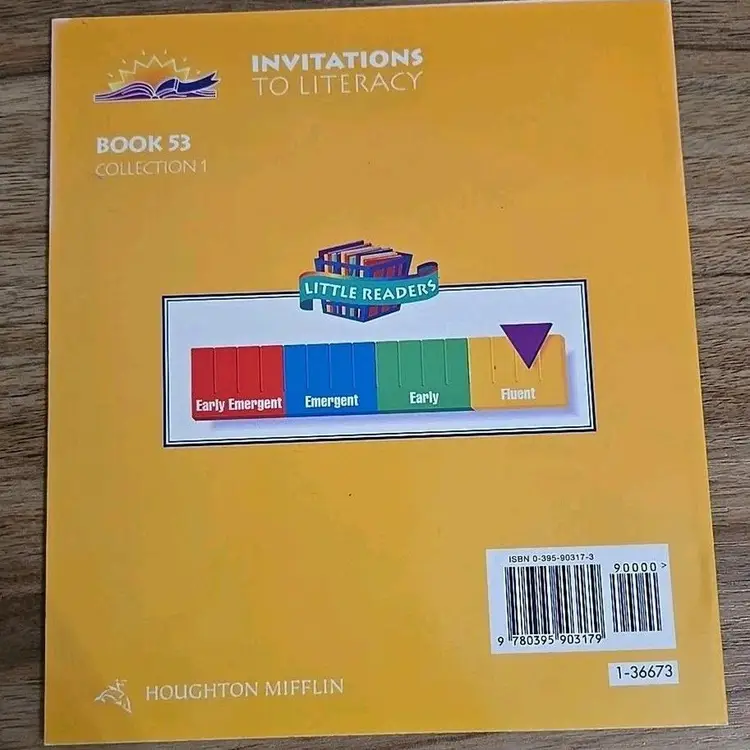 INVITATIONS
TO LITERACY
BOOK 53
COLLECTION 1
LITTLE READERS
Early Emergent Emergent Early Fluent
ISBN 0-395-90317-3
90000 >
9 780395 903179
1-36673
HOUGHTON MIFFLIN